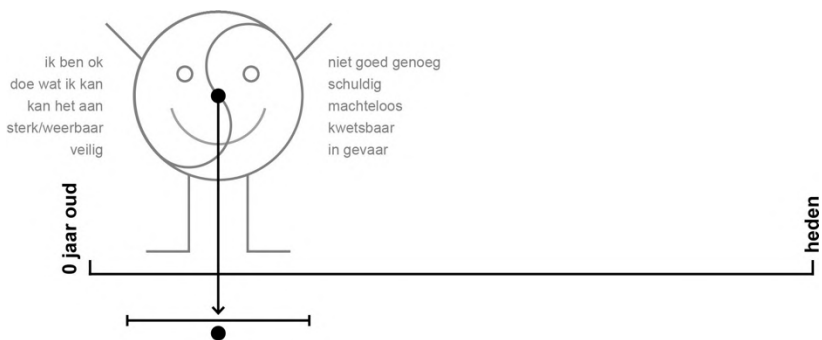 ik ben ok
doe wat ik kan
kan het aan
sterk/weerbaar
veilig
niet goed genoeg
schuldig
machteloos
kwetsbaar
in gevaar
0 jaar oud
heden